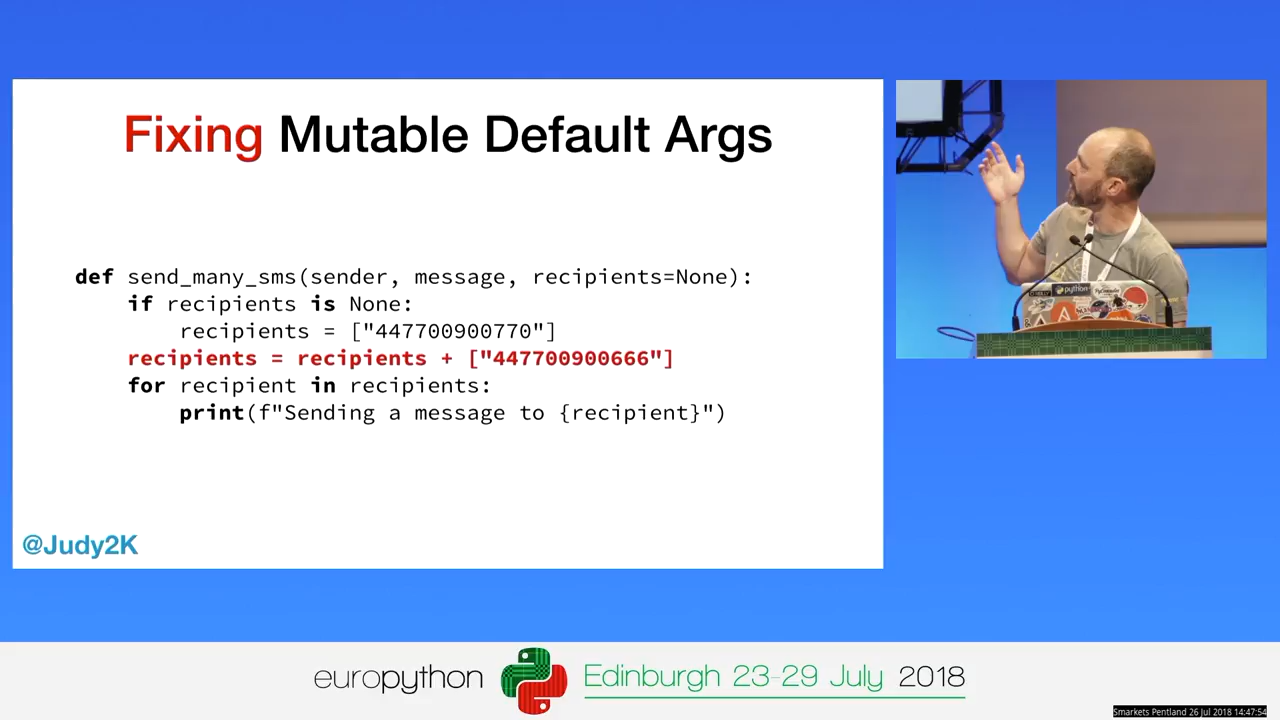 Fixing Mutable Default Args
def send_many_sms(sender, message, recipients=None):
if recipients is None:
recipients = ["447700900770"]
recipients = recipients + ["447700900666"]
for recipient in recipients:
print(f"Sending a message to {recipient}")
@Judy2K
python
europython
Edinburgh 23-29 July 2018
Smarkets Pentland 26 Jul 2018 14:47:54